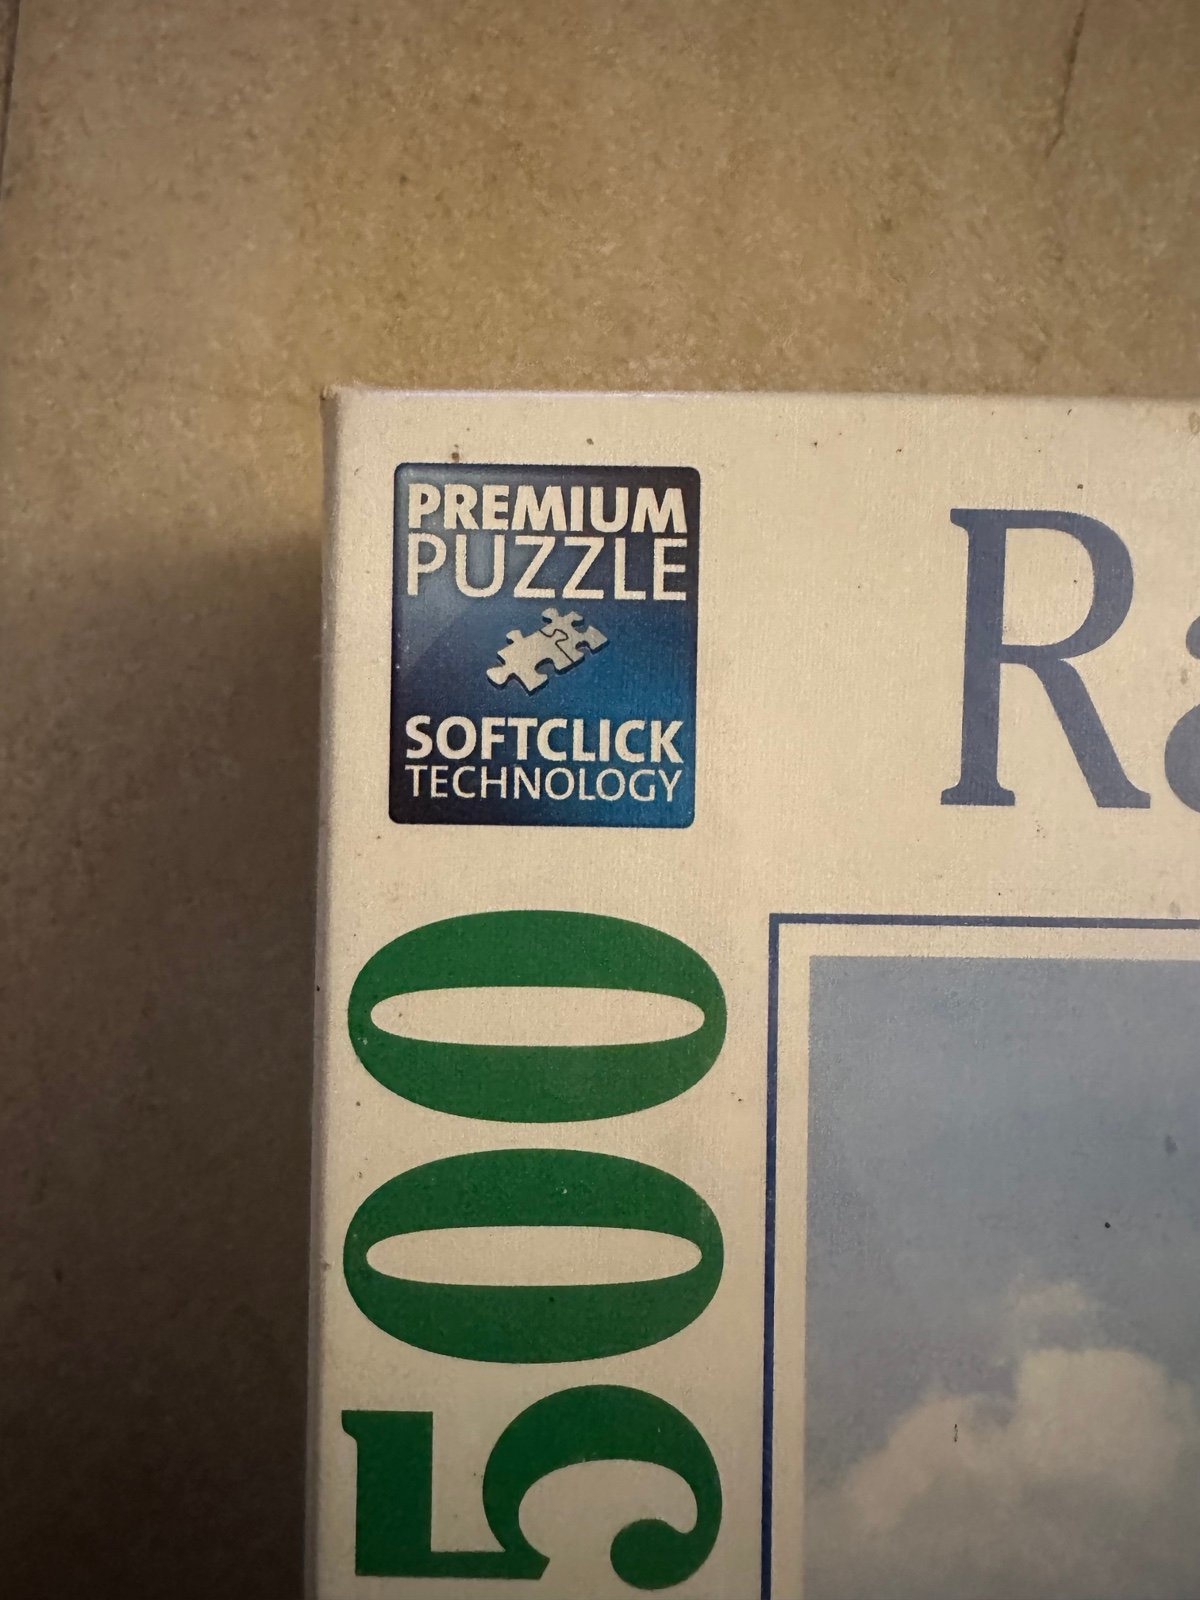 PREMIUM
PUZZLE
SOFTCLICK
TECHNOLOGY
Ra
500